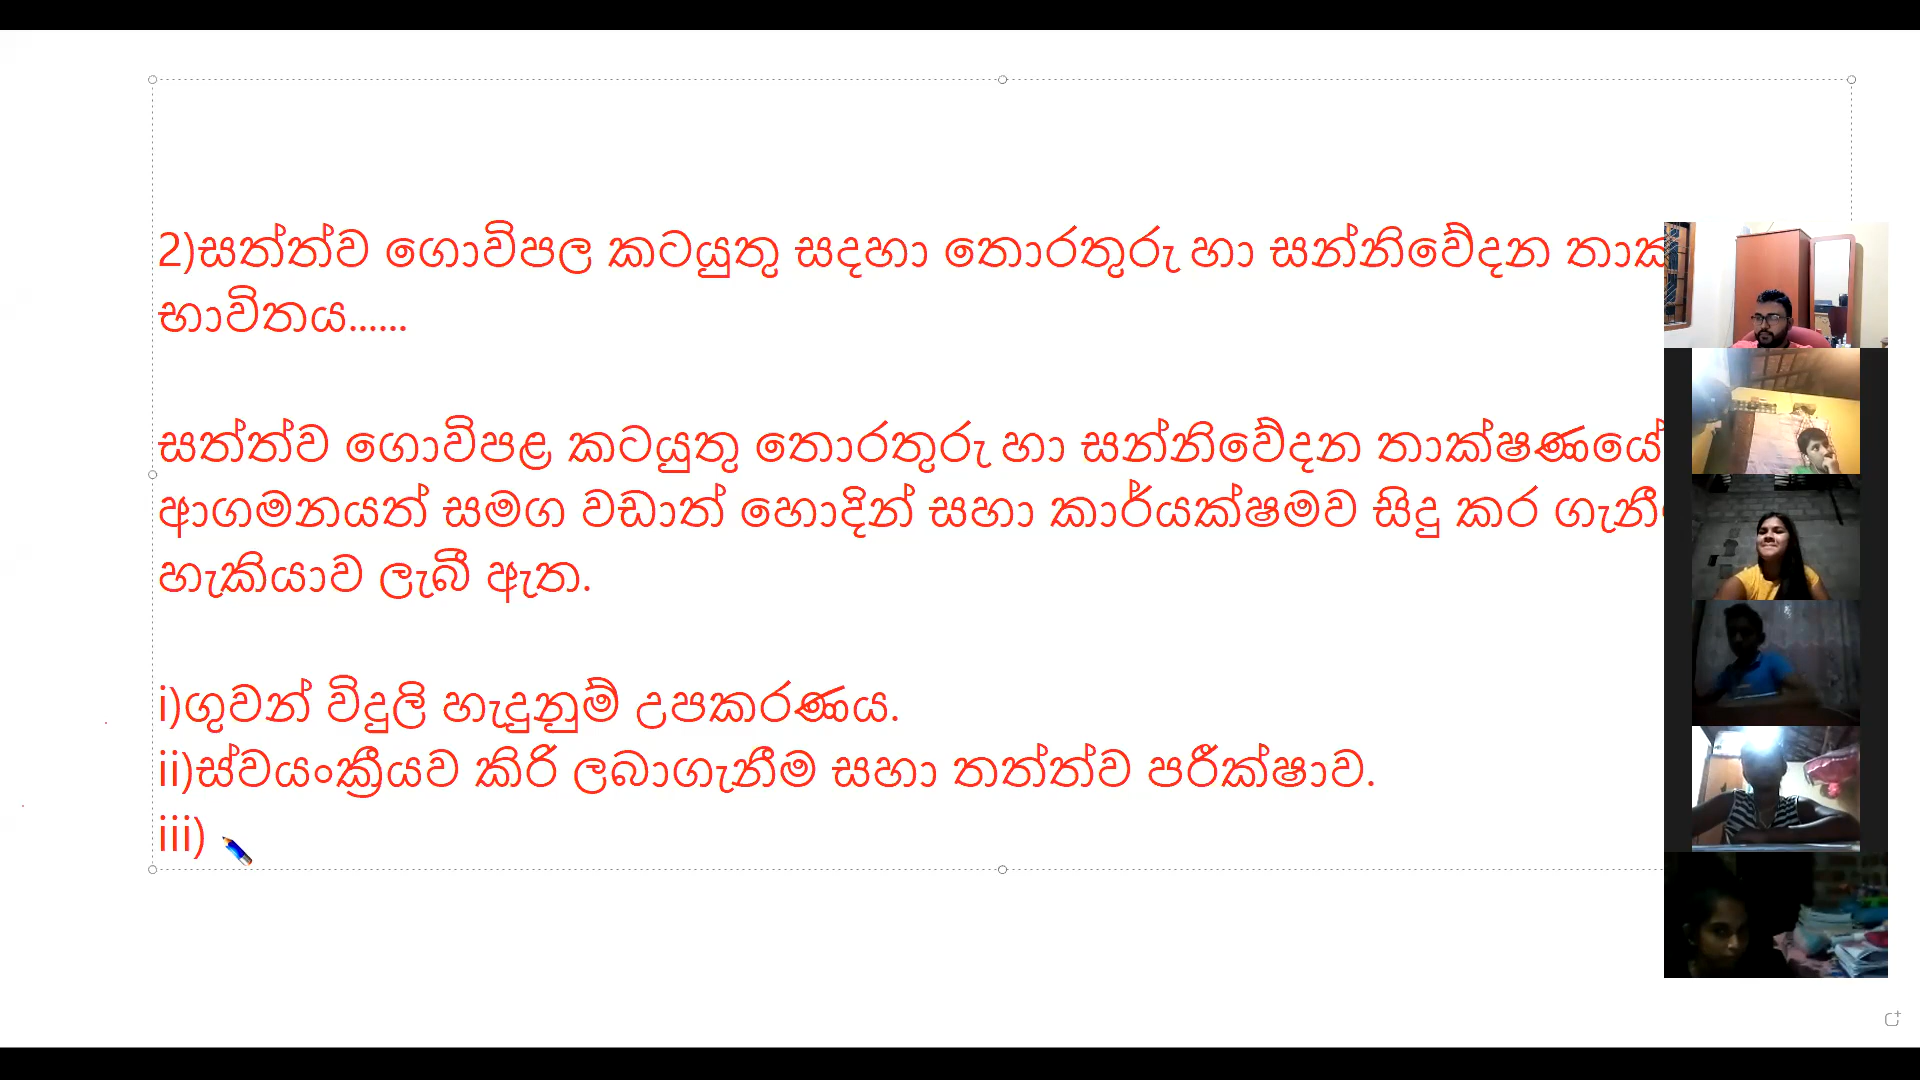 2)සත්ත්ව ගොවිපල කටයුතු සදහා තොරතුරු හා සන්නිවේදන
භාවිතය......
සත්ත්ව ගොවිපළ කටයුතු තොරතුරු හා සන්නිවේදන තාක්ෂණයේ
ආගමනයත් සමග වඩාත් හොදින් සහා කාර්යක්ෂමව සිදු කර
හැකියාව ලැබී ඇත.
i)ගුවන් විදුලි හැදුනුම් උපකරණය.
ii)ස්වයංක්‍රීයව කිරි ලබාගැනීම සහා තත්ත්ව පරීක්ෂාව.
iii)